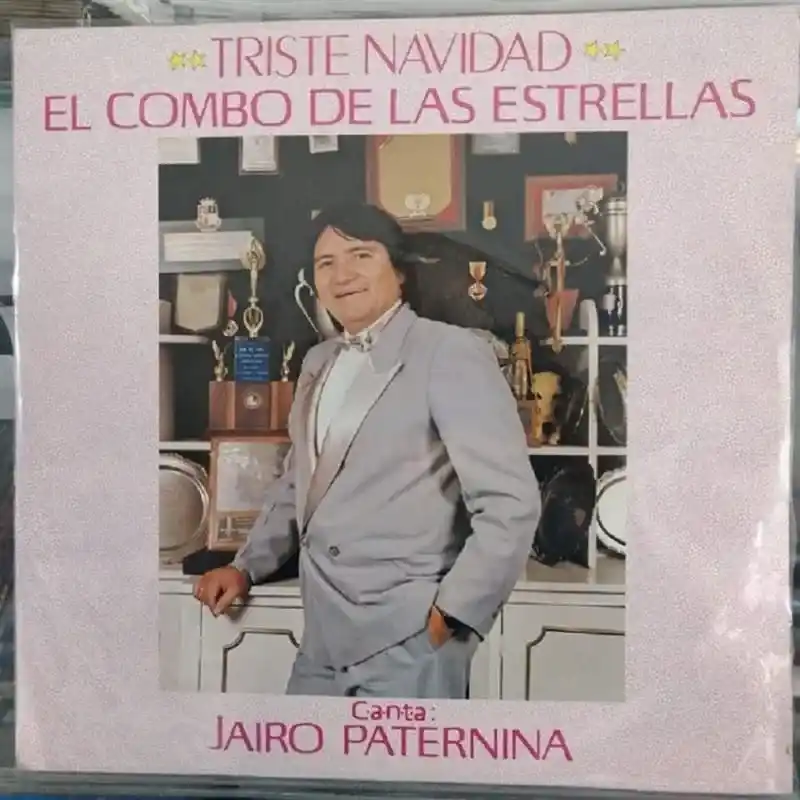 TRISTE NAVIDAD
EL COMBO DE LAS ESTRELLAS
Canta:
JAIRO PATERNINA